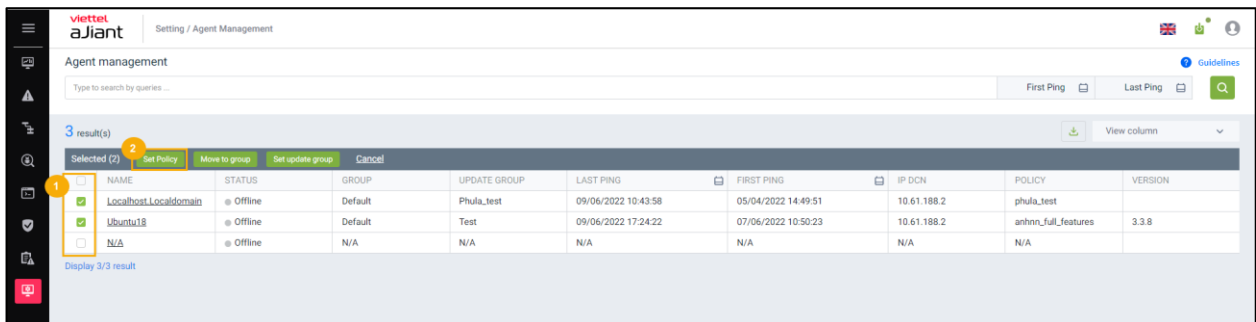 viettel
aJiant
Setting / Agent Management
Agent management
Guidelines
Type to search by queries ...
First Ping
Last Ping
3 result(s)
View column
2
Selected (2) Set Policy Move to group Set update group Cancel
1
NAME STATUS GROUP UPDATE GROUP LAST PING FIRST PING IP DCN POLICY VERSION
Localhost.Localdomain Offline Default Phula_test 09/06/2022 10:43:58 05/04/2022 14:49:51 10.61.188.2 phula_test
Ubuntu18 Offline Default Test 09/06/2022 17:24:22 07/06/2022 10:50:23 10.61.188.2 anhnn_full_features 3.3.8
N/A Offline N/A N/A N/A N/A N/A N/A
Display 3/3 result